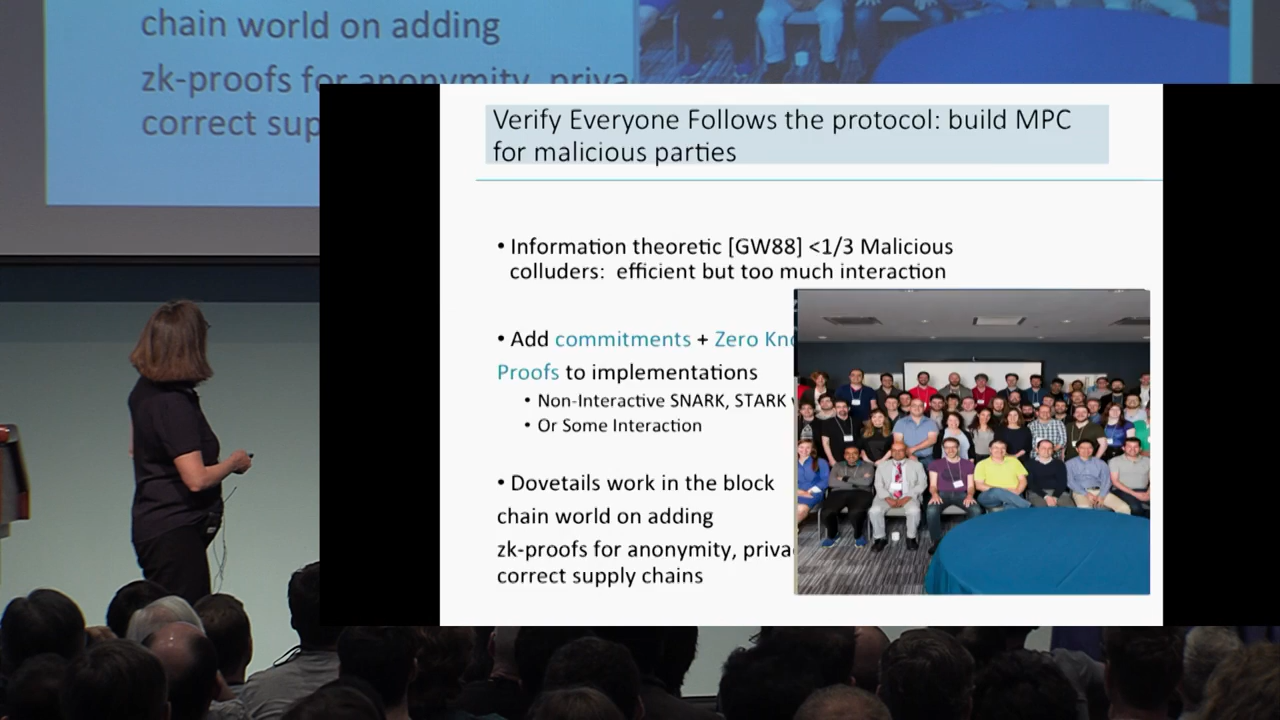 chain world on adding
zk-proofs for anonymity, priva
correct sup
Verify Everyone Follows the protocol: build MPC
for malicious parties
• Information theoretic [GW88] <1/3 Malicious
colluders: efficient but too much interaction
• Add commitments + Zero Kno
Proofs to implementations
• Non-Interactive SNARK, STARK
• Or Some Interaction
• Dovetails work in the block
chain world on adding
zk-proofs for anonymity, priva
correct supply chains